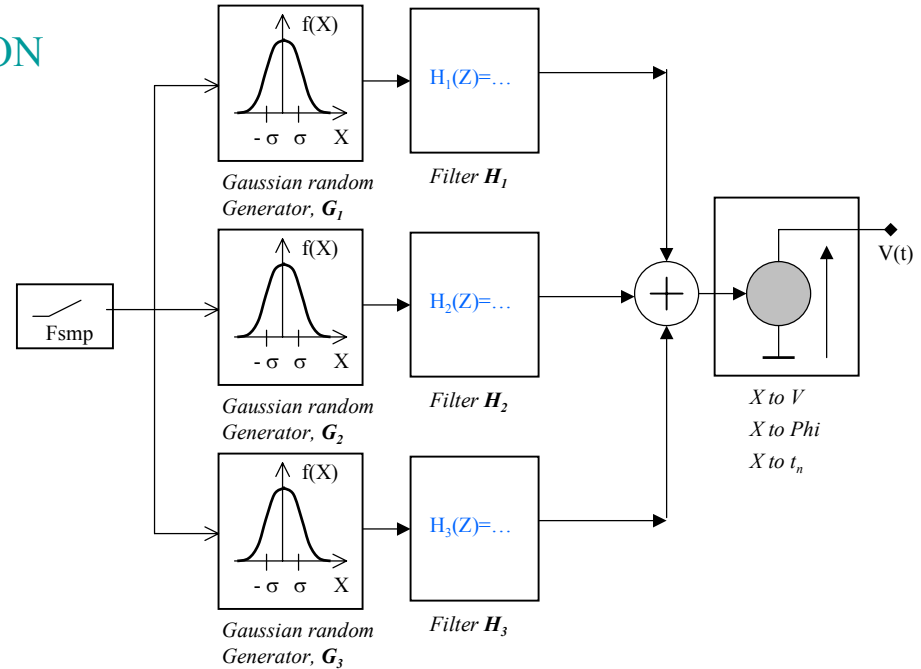 ON
f(X)
- σ σ X
Gaussian random
Generator, G1
H1(Z)=…
Filter H1
f(X)
- σ σ X
Gaussian random
Generator, G2
H2(Z)=…
Filter H2
Fsmp
f(X)
- σ σ X
Gaussian random
Generator, G3
H3(Z)=…
Filter H3
+
V(t)
X to V
X to Phi
X to tn